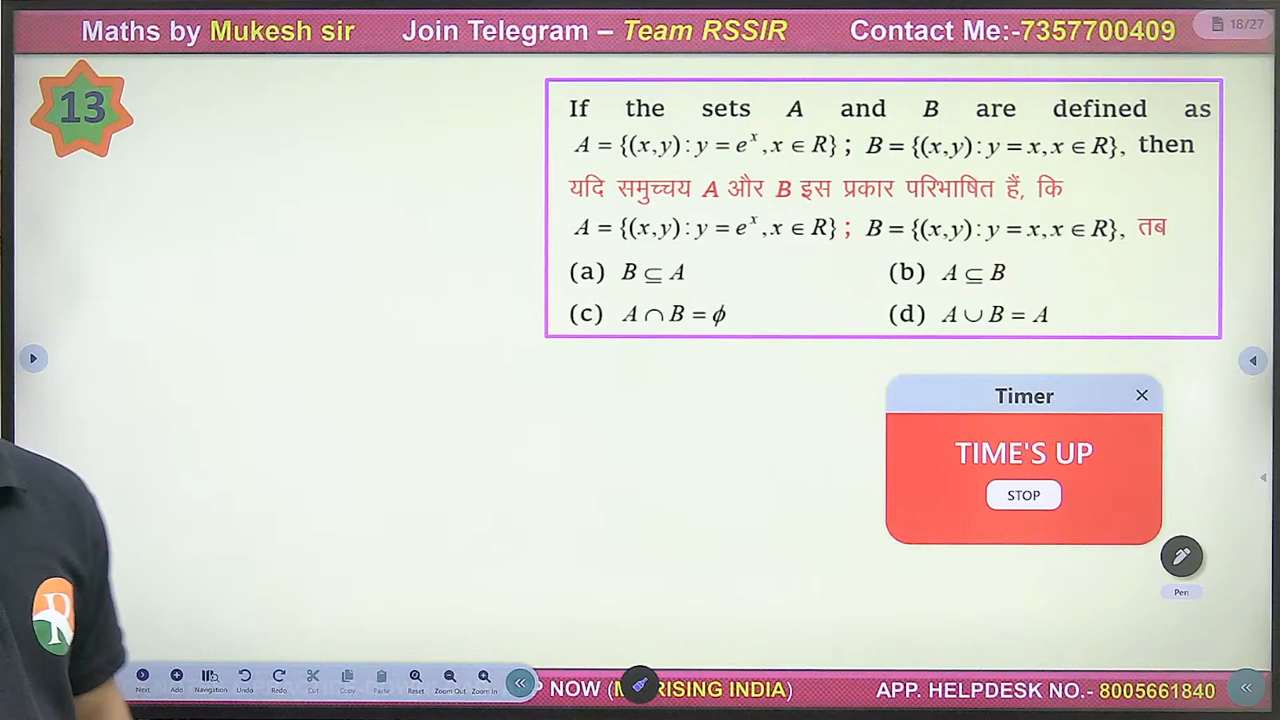 Maths by Mukesh sir Join Telegram – Team RSSIR Contact Me:-7357700409
18/27
13
If the sets A and B are defined as
A = {(x,y) : y = e^x, x ∈ R} ; B = {(x,y) : y = x, x ∈ R}, then
यदि समुच्चय A और B इस प्रकार परिभाषित हैं, कि
A = {(x,y) : y = e^x, x ∈ R} ; B = {(x,y) : y = x, x ∈ R}, तब
(a) B ⊆ A (b) A ⊆ B
(c) A ∩ B = ϕ (d) A ∪ B = A
Timer
TIME'S UP
STOP
Pen
Next Add Navigation Undo Redo Cut Copy Paste Reset Zoom Out Zoom In
P NOW (M RISING INDIA) APP. HELPDESK NO.- 8005661840